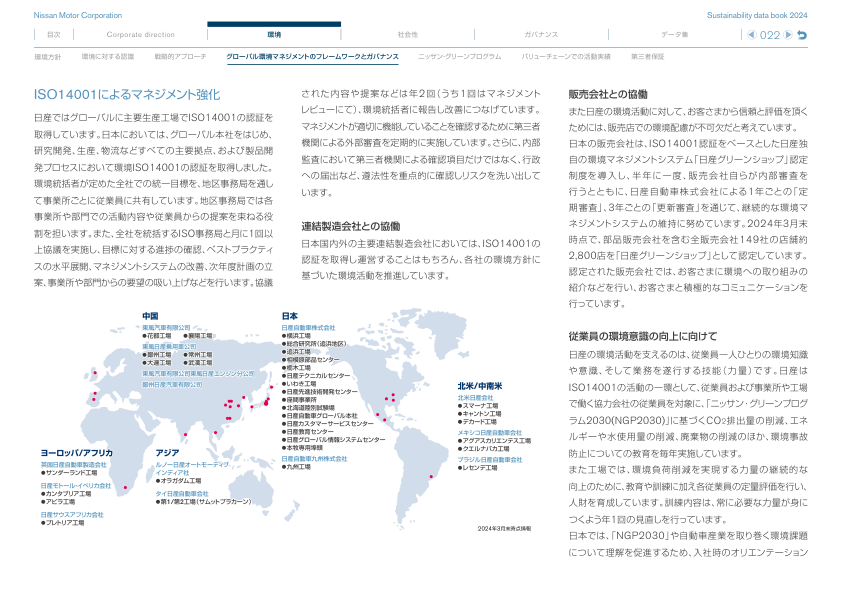 Nissan Motor Corporation
Sustainability data book 2024
目次
Corporate direction
環境
社会性
ガバナンス
データ集
022
環境方針
環境に対する認識
戦略的アプローチ
グローバル環境マネジメントのフレームワークとガバナンス
ニッサン・グリーンプログラム
バリューチェーンでの活動実績
第三者保証
ISO14001によるマネジメント強化
日産ではグローバルに主要生産工場でISO14001の認証を
取得しています。日本においては、グローバル本社をはじめ、
研究開発、生産、物流などすべての主要拠点、および製品開
発プロセスにおいて環境ISO14001の認証を取得しました。
環境統括者が定めた全社での統一目標を、地区事務局を通し
て事業所ごとに従業員に共有しています。地区事務局では各
事業所や部門での活動内容や従業員からの提案を束ねる役
割を担います。また、全社を統括するISO事務局と月に1回以
上協議を実施し、目標に対する進捗の確認、ベストプラクティ
スの水平展開、マネジメントシステムの改善、次年度計画の立
案、事業所や部門からの要望の吸い上げなどを行います。協議
された内容や提案などは年2回(うち1回はマネジメント
レビューにて)、環境統括者に報告し改善につなげています。
マネジメントが適切に機能していることを確認するために第三者
機関による外部審査を定期的に実施しています。さらに、内部
監査において第三者機関による確認項目だけではなく、行政
への届出など、遵法性を重点的に確認しリスクを洗い出して
います。
連結製造会社との協働
日本国内外の主要連結製造会社においては、ISO14001の
認証を取得し運営することはもちろん、各社の環境方針に
基づいた環境活動を推進しています。
販売会社との協働
また日産の環境活動に対して、お客さまから信頼と評価を頂く
ためには、販売店での環境配慮が不可欠だと考えています。
日本の販売会社は、ISO14001認証をベースとした日産独
自の環境マネジメントシステム「日産グリーンショップ」認定
制度を導入し、半年に一度、販売会社自らが内部審査を
行うとともに、日産自動車株式会社による1年ごとの「定
期審査」、3年ごとの「更新審査」を通じて、継続的な環境マ
ネジメントシステムの維持に努めています。2024年3月末
時点で、部品販売会社を含む全販売会社149社の店舗約
2,800店を「日産グリーンショップ」として認定しています。
認定された販売会社では、お客さまに環境への取り組みの
紹介などを行い、お客さまと積極的なコミュニケーションを
行っています。
従業員の環境意識の向上に向けて
日産の環境活動を支えるのは、従業員一人ひとりの環境知識
や意識、そして業務を遂行する技能(力量)です。日産は
ISO14001の活動の一環として、従業員および事業所や工場
で働く協力会社の従業員を対象に、「ニッサン・グリーンプログ
ラム2030(NGP2030)」に基づくCO2排出量の削減、エネ
ルギーや水使用量の削減、廃棄物の削減のほか、環境事故
防止についての教育を毎年実施しています。
また工場では、環境負荷削減を実現する力量の継続的な
向上のために、教育や訓練に加え従業員の定量評価を行い、
人財を育成しています。訓練内容は、常に必要な力量が身に
つくよう年1回の見直しを行っています。
日本では、「NGP2030」や自動車産業を取り巻く環境課題
について理解を促進するため、入社時のオリエンテーション
中国
東風汽車有限公司
●花都工場 ●襄陽工場
東風日産乗用車公司
●鄭州工場 ●常州工場
●大連工場 ●武漢工場
東風汽車有限公司東風日産エンジン分公司
鄭州日産汽車有限公司
日本
日産自動車株式会社
●横浜工場
●総合研究所(追浜地区)
●追浜工場
●相模原部品センター
●栃木工場
●日産テクニカルセンター
●いわき工場
●日産先進技術開発センター
●座間事業所
●北海道陸別試験場
●日産自動車グローバル本社
●日産カスタマーサービスセンター
●日産教育センター
●日産グローバル情報システムセンター
●本牧専用埠頭
日産自動車九州株式会社
●九州工場
北米/中南米
北米日産会社
●スマーナ工場
●キャントン工場
●デカード工場
メキシコ日産自動車会社
●アグアスカリエンテス工場
●クエルナバカ工場
ブラジル日産自動車会社
●レセンデ工場
ヨーロッパ/アフリカ
英国日産自動車製造会社
●サンダーランド工場
日産モトール・イベリカ会社
●カンタブリア工場
●アビラ工場
日産サウスアフリカ会社
●プレトリア工場
アジア
ルノー日産オートモーティブ
インディア社
●オラガダム工場
タイ日産自動車会社
●第1/第2工場(サムットプラカーン)
2024年3月末時点情報